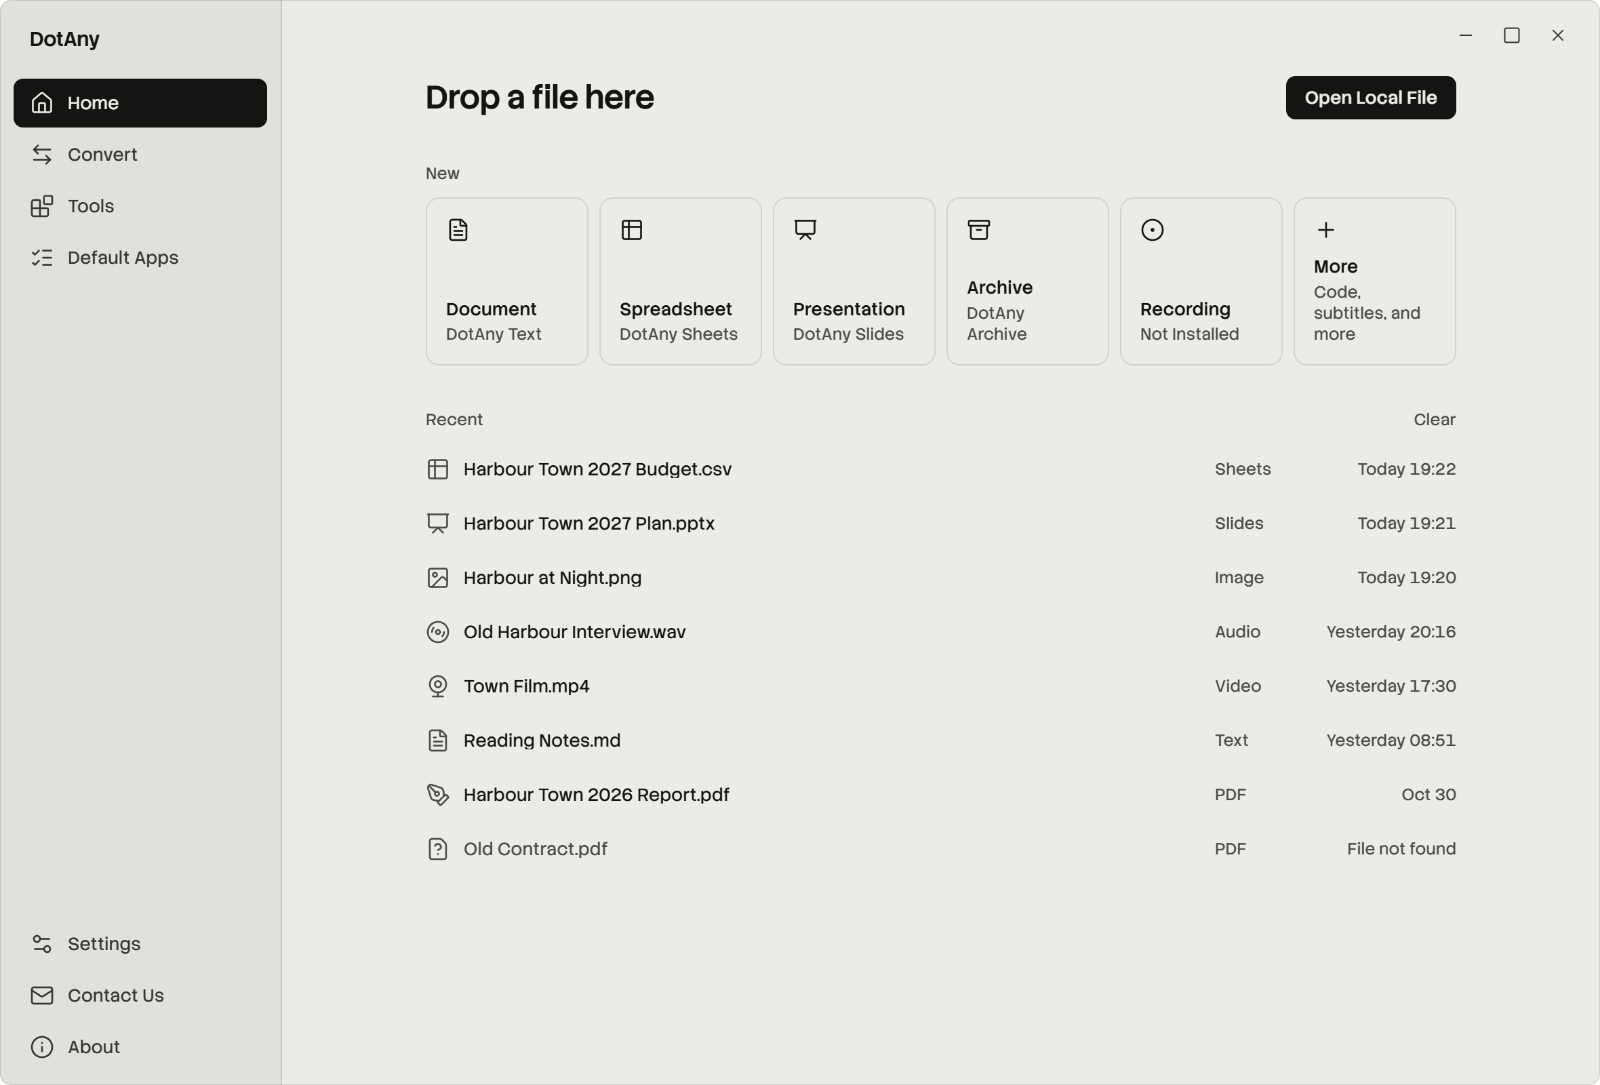 DotAny
Home
Convert
Tools
Default Apps
Settings
Contact Us
About
Drop a file here
Open Local File
New
Document
DotAny Text
Spreadsheet
DotAny Sheets
Presentation
DotAny Slides
Archive
DotAny
Archive
Recording
Not Installed
More
Code,
subtitles, and
more
Recent Clear
Harbour Town 2027 Budget.csv Sheets Today 19:22
Harbour Town 2027 Plan.pptx Slides Today 19:21
Harbour at Night.png Image Today 19:20
Old Harbour Interview.wav Audio Yesterday 20:16
Town Film.mp4 Video Yesterday 17:30
Reading Notes.md Text Yesterday 08:51
Harbour Town 2026 Report.pdf PDF Oct 30
Old Contract.pdf PDF File not found